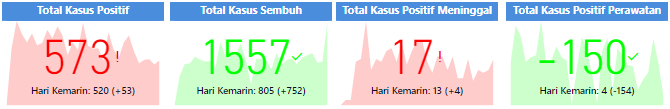 Total Kasus Positif
573!
Hari Kemarin: 520 (+53)
Total Kasus Sembuh
1557
Hari Kemarin: 805 (+752)
Total Kasus Positif Meninggal
17!
Hari Kemarin: 13 (+4)
Total Kasus Positif Perawatan
-150
Hari Kemarin: 4 (-154)